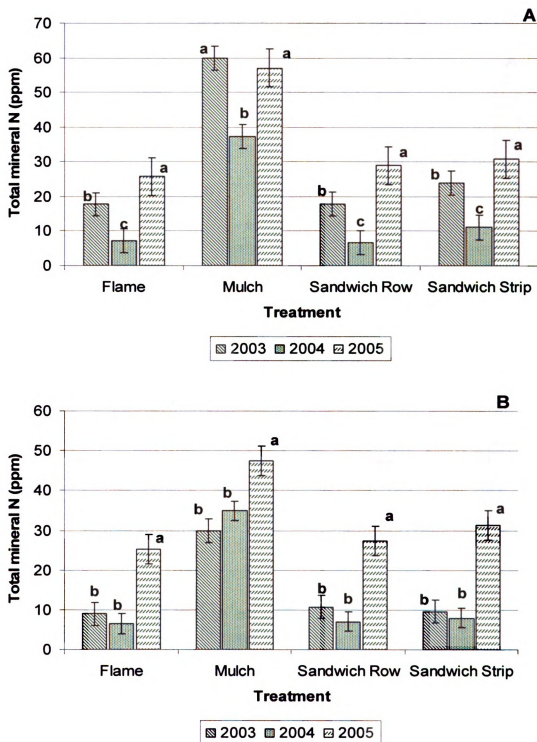 A
Total mineral N (ppm)
70
60
50
40
30
20
10
0
a
b
a
b
c
a
b
c
a
b
c
a
Flame Mulch Sandwich Row Sandwich Strip
Treatment
2003 2004 2005
B
Total mineral N (ppm)
60
50
40
30
20
10
0
b
b
a
b
b
a
b
b
a
b
b
a
Flame Mulch Sandwich Row Sandwich Strip
Treatment
2003 2004 2005